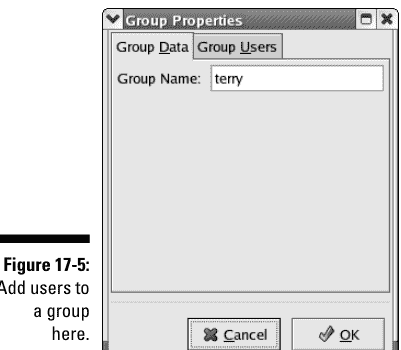 Group Properties
Group Data Group Users
Group Name: terry
Figure 17-5:
Add users to
a group
here.
Cancel OK